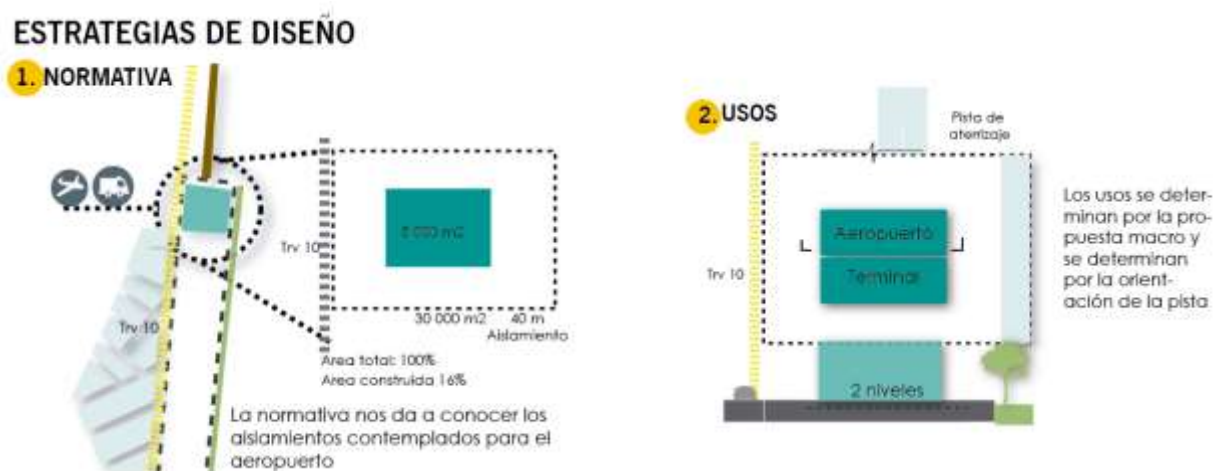 ESTRATEGIAS DE DISEÑO
1. NORMATIVA
Trv 10
30 000 m2
40 m
Aislamiento
Trv 10
Area total: 100%
Area construida 16%
La normativa nos da a conocer los
aislamientos contemplados para el
aeropuerto
2. USOS
Pista de
aterrizaje
Aeropuerto
Terminal
Trv 10
2 niveles
Los usos se deter-
minan por la pro-
puesta macro y
se determinan
por la orient-
ación de la pista